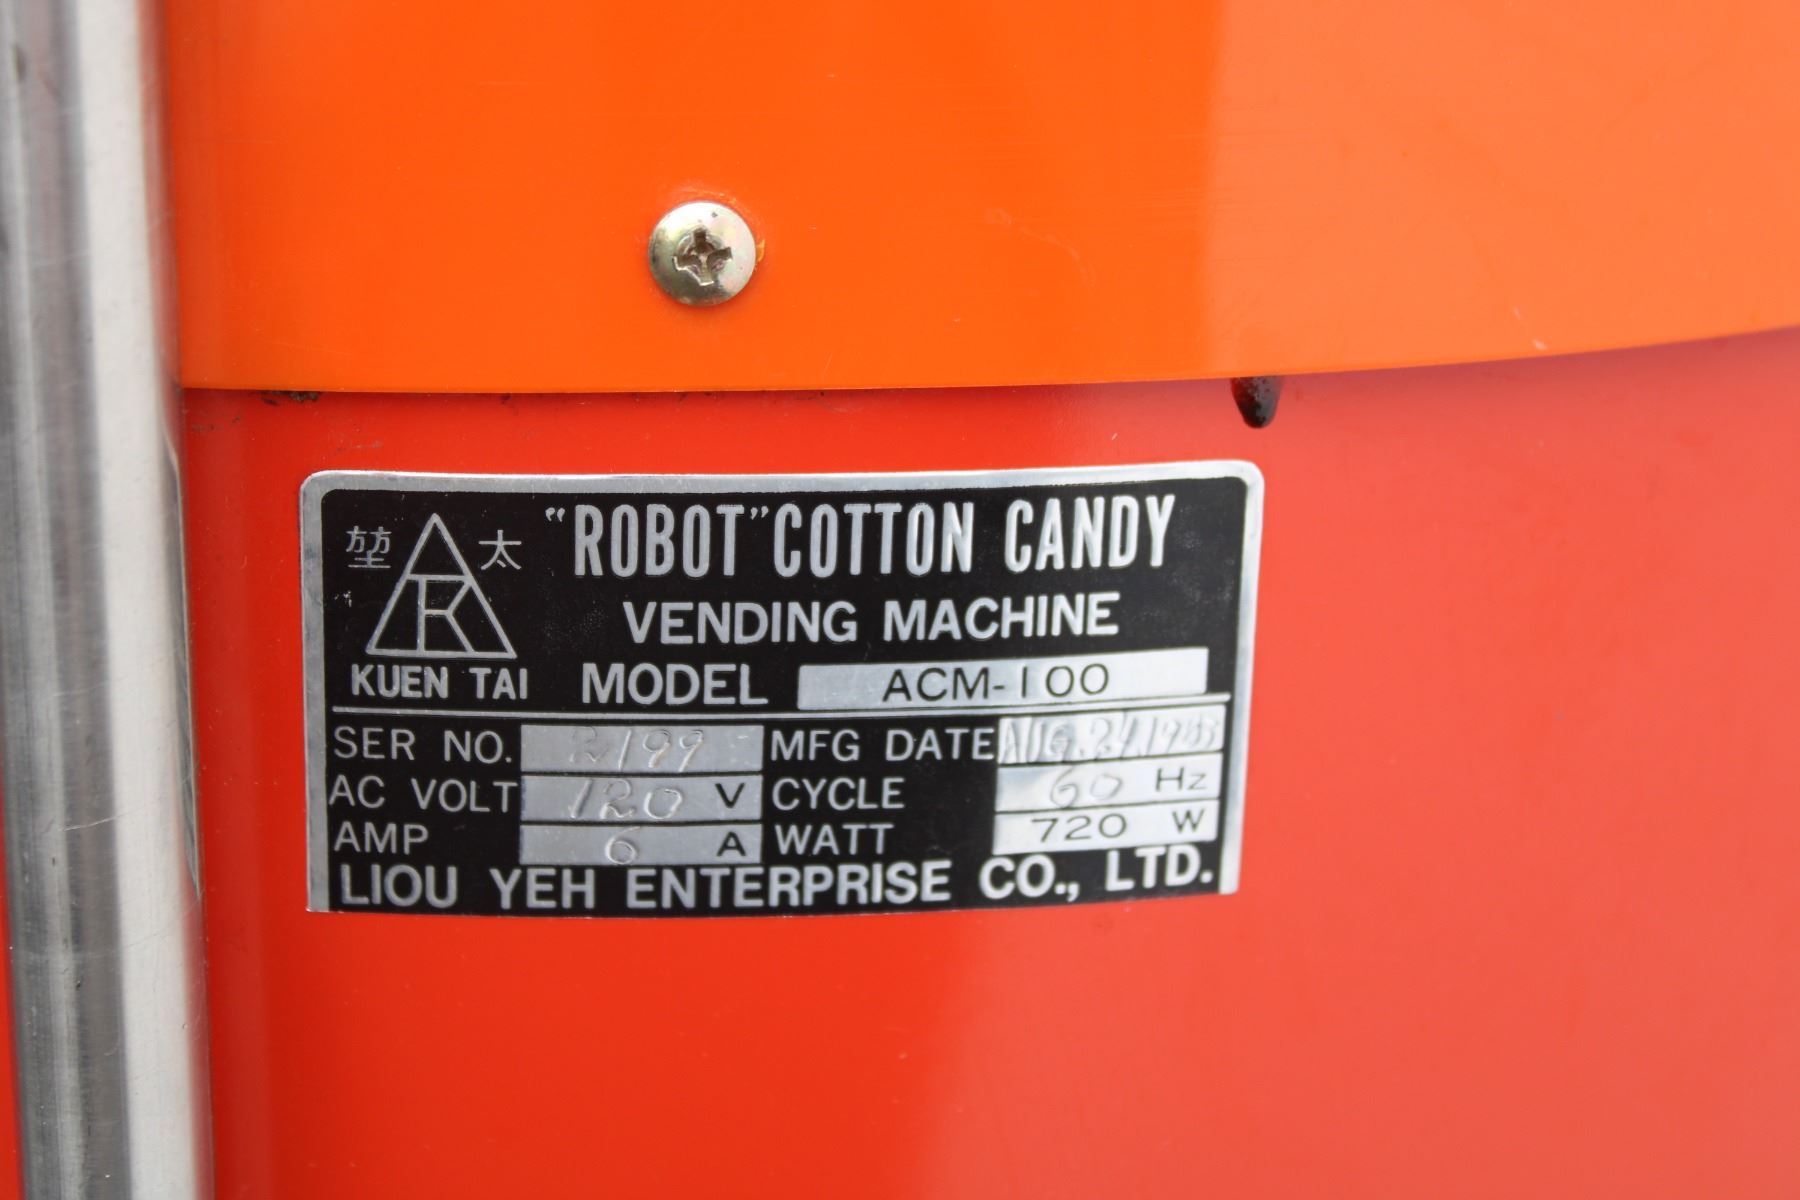 堃 太
"ROBOT" COTTON CANDY
VENDING MACHINE
KUEN TAI
MODEL ACM-100
SER NO. 2199 MFG DATE AUG.
AC VOLT 120 V CYCLE 60 Hz
AMP 6 A WATT 720 W
LIOU YEH ENTERPRISE CO., LTD.